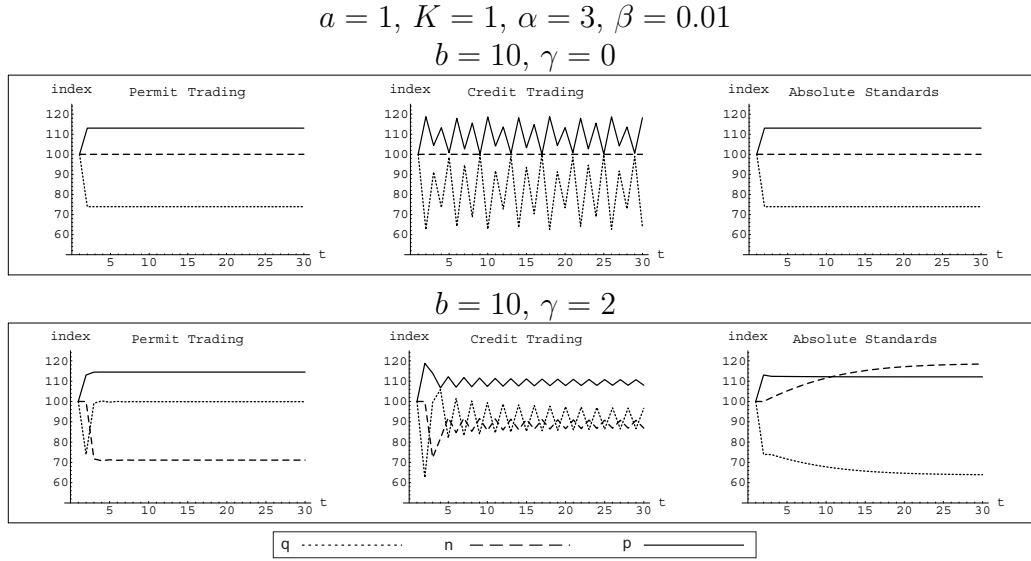 a = 1, K = 1, α = 3, β = 0.01
b = 10, γ = 0
index Permit Trading
120
110
100
90
80
70
60
5 10 15 20 25 30 t
index Credit Trading
120
110
100
90
80
70
60
5 10 15 20 25 30 t
index Absolute Standards
120
110
100
90
80
70
60
5 10 15 20 25 30 t
b = 10, γ = 2
index Permit Trading
120
110
100
90
80
70
60
5 10 15 20 25 30 t
index Credit Trading
120
110
100
90
80
70
60
5 10 15 20 25 30 t
index Absolute Standards
120
110
100
90
80
70
60
5 10 15 20 25 30 t
q n p